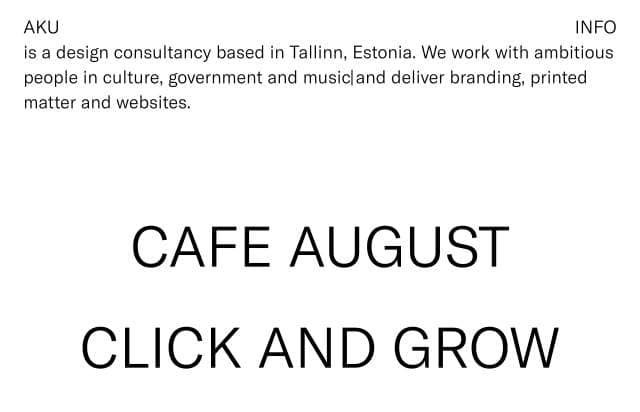 AKU
INFO
is a design consultancy based in Tallinn, Estonia. We work with ambitious
people in culture, government and music|and deliver branding, printed
matter and websites.
CAFE AUGUST
CLICK AND GROW